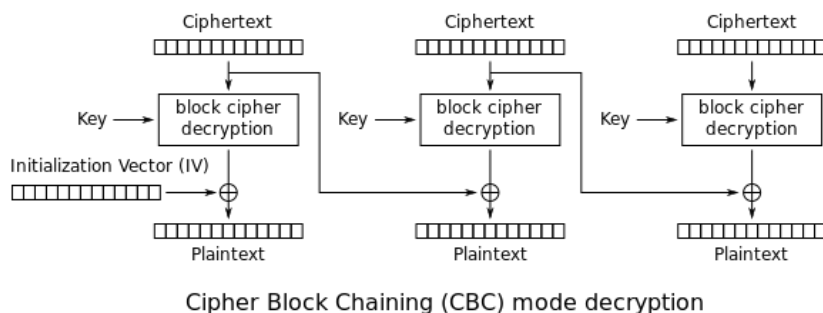 Ciphertext Ciphertext Ciphertext
Key block cipher decryption Key block cipher decryption Key block cipher decryption
Initialization Vector (IV)
Plaintext Plaintext Plaintext
Cipher Block Chaining (CBC) mode decryption